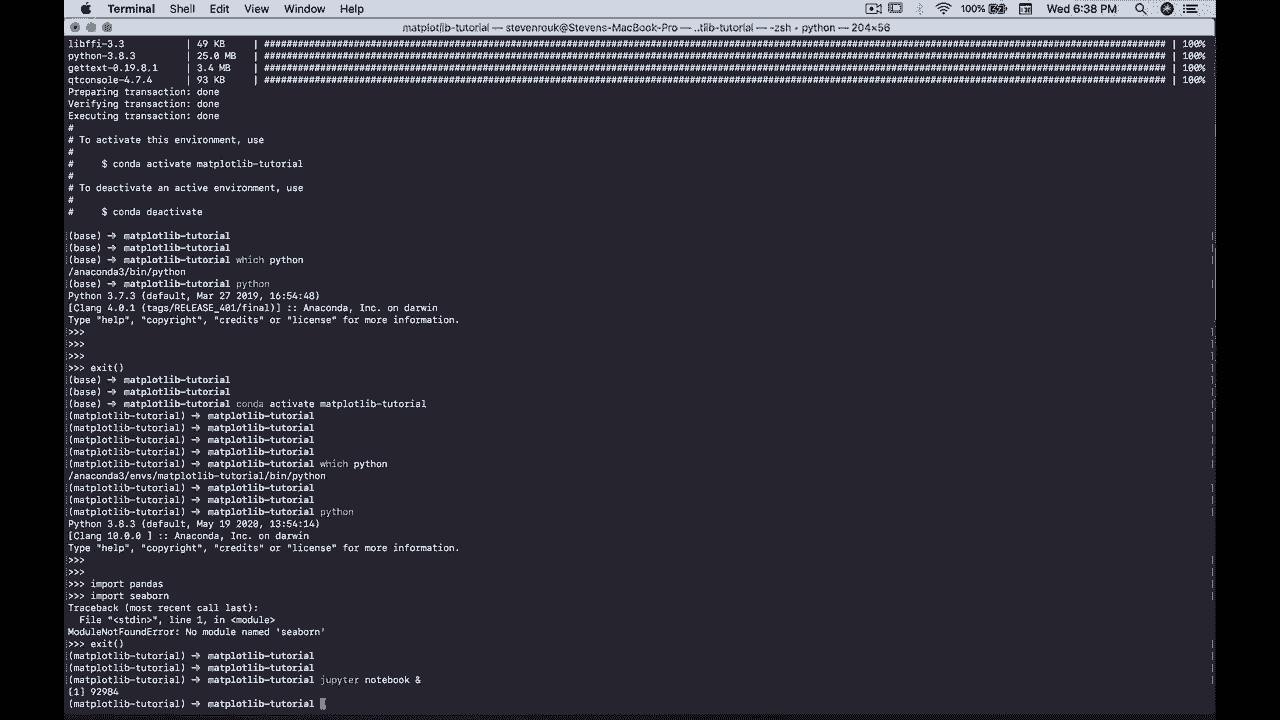 Terminal Shell Edit View Window Help 100% Wed 6:38 PM
matplotlib-tutorial — stevenrouk@Stevens-MacBook-Pro — ..tlib-tutorial — -zsh • python — 204×56
libffi-3.3 | 49 KB | ################################################################################ | 100%
python-3.8.3 | 25.0 MB | ################################################################################ | 100%
gettext-0.19.8.1 | 3.4 MB | ################################################################################ | 100%
qtconsole-4.7.4 | 93 KB | ################################################################################ | 100%
Preparing transaction: done
Verifying transaction: done
Executing transaction: done
#
# To activate this environment, use
#
# $ conda activate matplotlib-tutorial
#
# To deactivate an active environment, use
#
# $ conda deactivate
(base) → matplotlib-tutorial
(base) → matplotlib-tutorial
(base) → matplotlib-tutorial which python
/anaconda3/bin/python
(base) → matplotlib-tutorial python
Python 3.7.3 (default, Mar 27 2019, 16:54:48)
[Clang 4.0.1 (tags/RELEASE_401/final)] :: Anaconda, Inc. on darwin
Type "help", "copyright", "credits" or "license" for more information.
>>>
>>>
>>>
>>> exit()
(base) → matplotlib-tutorial
(base) → matplotlib-tutorial
(base) → matplotlib-tutorial conda activate matplotlib-tutorial
(matplotlib-tutorial) → matplotlib-tutorial
(matplotlib-tutorial) → matplotlib-tutorial
(matplotlib-tutorial) → matplotlib-tutorial
(matplotlib-tutorial) → matplotlib-tutorial
(matplotlib-tutorial) → matplotlib-tutorial which python
/anaconda3/envs/matplotlib-tutorial/bin/python
(matplotlib-tutorial) → matplotlib-tutorial
(matplotlib-tutorial) → matplotlib-tutorial
(matplotlib-tutorial) → matplotlib-tutorial python
Python 3.8.3 (default, May 19 2020, 13:54:14)
[Clang 10.0.0 ] :: Anaconda, Inc. on darwin
Type "help", "copyright", "credits" or "license" for more information.
>>>
>>>
>>> import pandas
>>> import seaborn
Traceback (most recent call last):
File "<stdin>", line 1, in <module>
ModuleNotFoundError: No module named 'seaborn'
>>> exit()
(matplotlib-tutorial) → matplotlib-tutorial
(matplotlib-tutorial) → matplotlib-tutorial
(matplotlib-tutorial) → matplotlib-tutorial jupyter notebook &
[1] 92984
(matplotlib-tutorial) → matplotlib-tutorial